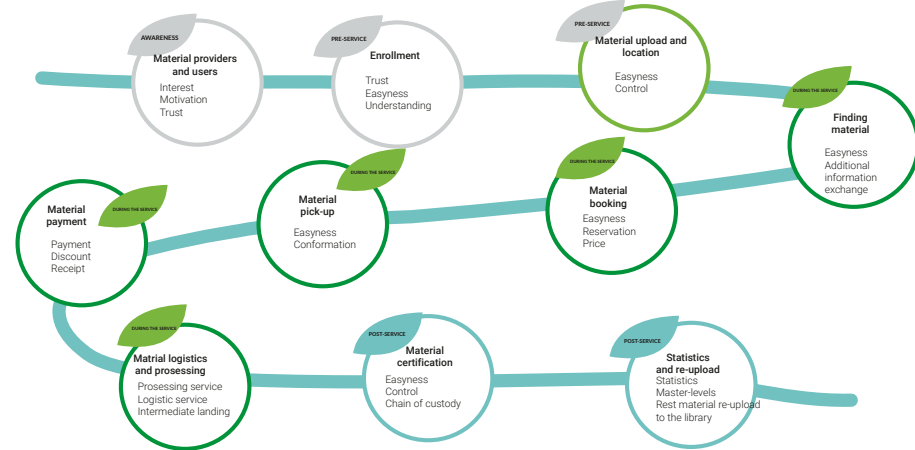 AWARENESS
Material providers
and users
Interest
Motivation
Trust
PRE-SERVICE
Enrollment
Trust
Easyness
Understanding
PRE-SERVICE
Material upload and
location
Easyness
Control
DURING THE SERVICE
Finding
material
Easyness
Additional
information
exchange
DURING THE SERVICE
Material
booking
Easyness
Reservation
Price
DURING THE SERVICE
Material
pick-up
Easyness
Conformation
DURING THE SERVICE
Material
payment
Payment
Discount
Receipt
DURING THE SERVICE
Matrial logistics
and prosessing
Prosessing service
Logistic service
Intermediate landing
POST-SERVICE
Material
certification
Easyness
Control
Chain of custody
POST-SERVICE
Statistics
and re-upload
Statistics
Master-levels
Rest material re-upload
to the library